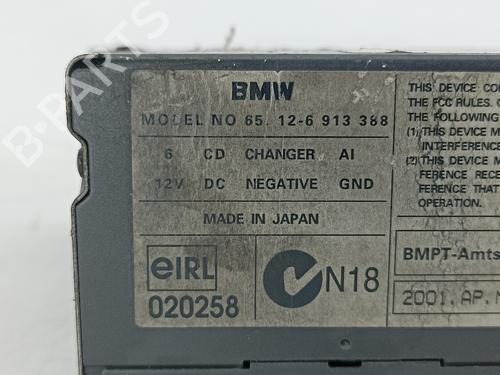 BMW
MODEL NO 65. 12-6 913 388
6 CD CHANGER AI
12V DC NEGATIVE GND
MADE IN JAPAN
eIRL
020258
N18
THIS DEVICE
THE FCC RULES.
THE FOLLOWING
(1) THIS DEVICE
INTERFERENCE
(2) THIS DEVICE
FERENCE
FERENCE THAT
OPERATION.
BMPT-Amts
2001. AP.
B-PARTS